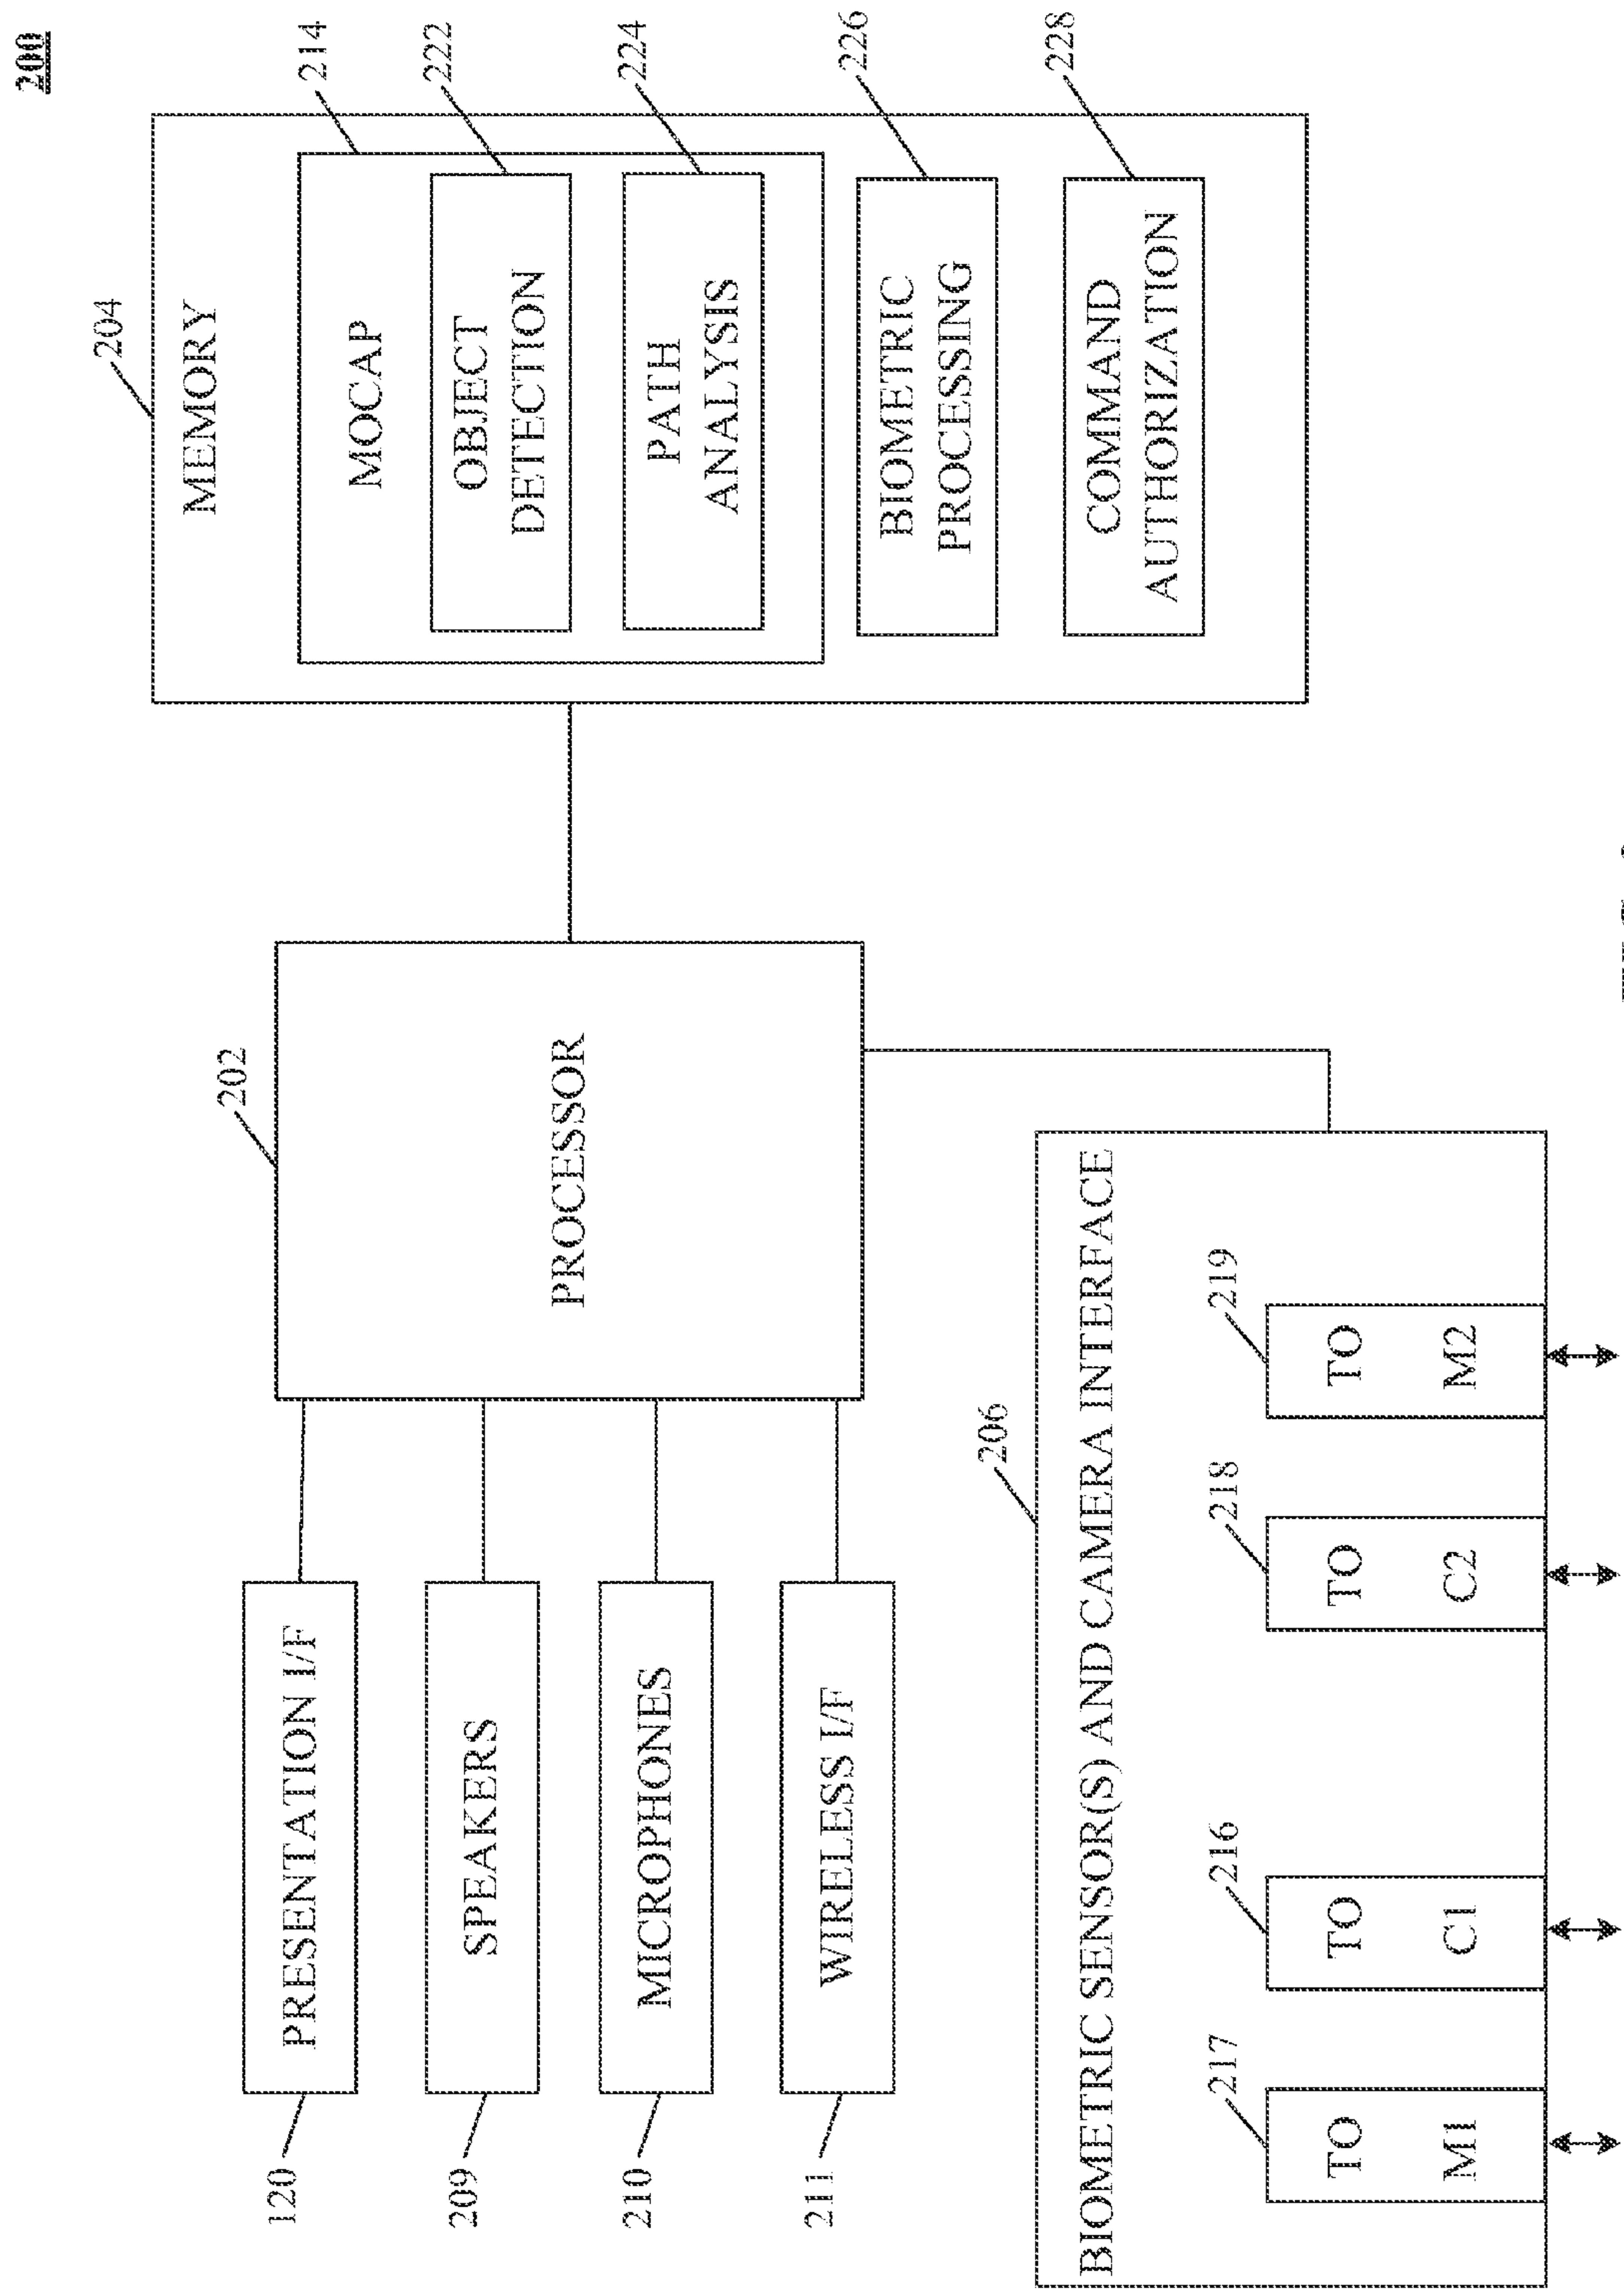 200
204
MEMORY
214
MOCAP
222
OBJECT
DETECTION
224
PATH
ANALYSIS
226
BIOMETRIC
PROCESSING
228
COMMAND
AUTHORIZATION
202
PROCESSOR
120
PRESENTATION I/F
209
SPEAKERS
210
MICROPHONES
211
WIRELESS I/F
206
BIOMETRIC SENSOR(S) AND CAMERA INTERFACE
217
TO
M1
216
TO
C1
218
TO
C2
219
TO
M2